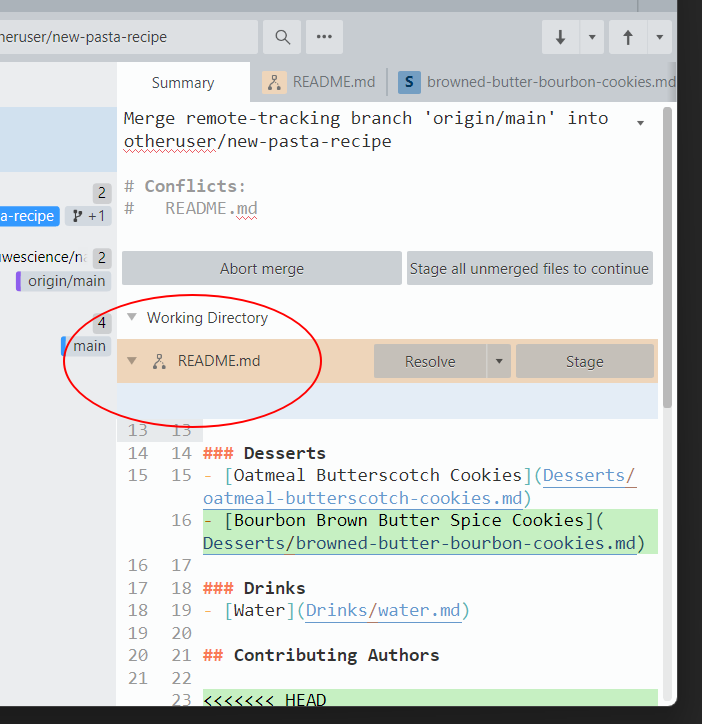 heruser/new-pasta-recipe
Summary
README.md
S browned-butter-bourbon-cookies.md
Merge remote-tracking branch 'origin/main' into
otheruser/new-pasta-recipe
# Conflicts:
#   README.md
2
a-recipe +1
wescience/n 2
origin/main
4
main
Abort merge
Stage all unmerged files to continue
Working Directory
README.md
Resolve
Stage
13 13
14 14 ### Desserts
15 15 - [Oatmeal Butterscotch Cookies](Desserts/
oatmeal-butterscotch-cookies.md)
16 - [Bourbon Brown Butter Spice Cookies](
Desserts/browned-butter-bourbon-cookies.md)
16 17
17 18 ### Drinks
18 19 - [Water](Drinks/water.md)
19 20
20 21 ## Contributing Authors
21 22
23 <<<<<<< HEAD